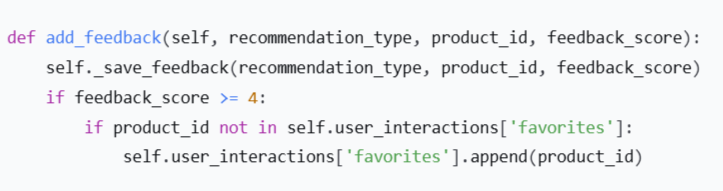 def add_feedback(self, recommendation_type, product_id, feedback_score):
    self._save_feedback(recommendation_type, product_id, feedback_score)
    if feedback_score >= 4:
        if product_id not in self.user_interactions['favorites']:
            self.user_interactions['favorites'].append(product_id)